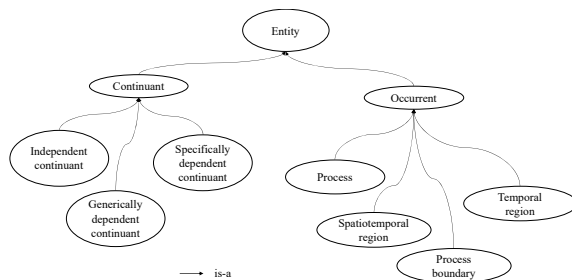 Entity
Continuant
Occurrent
Independent
continuant
Specifically
dependent
continuant
Generically
dependent
continuant
Process
Spatiotemporal
region
Process
boundary
Temporal
region
is-a